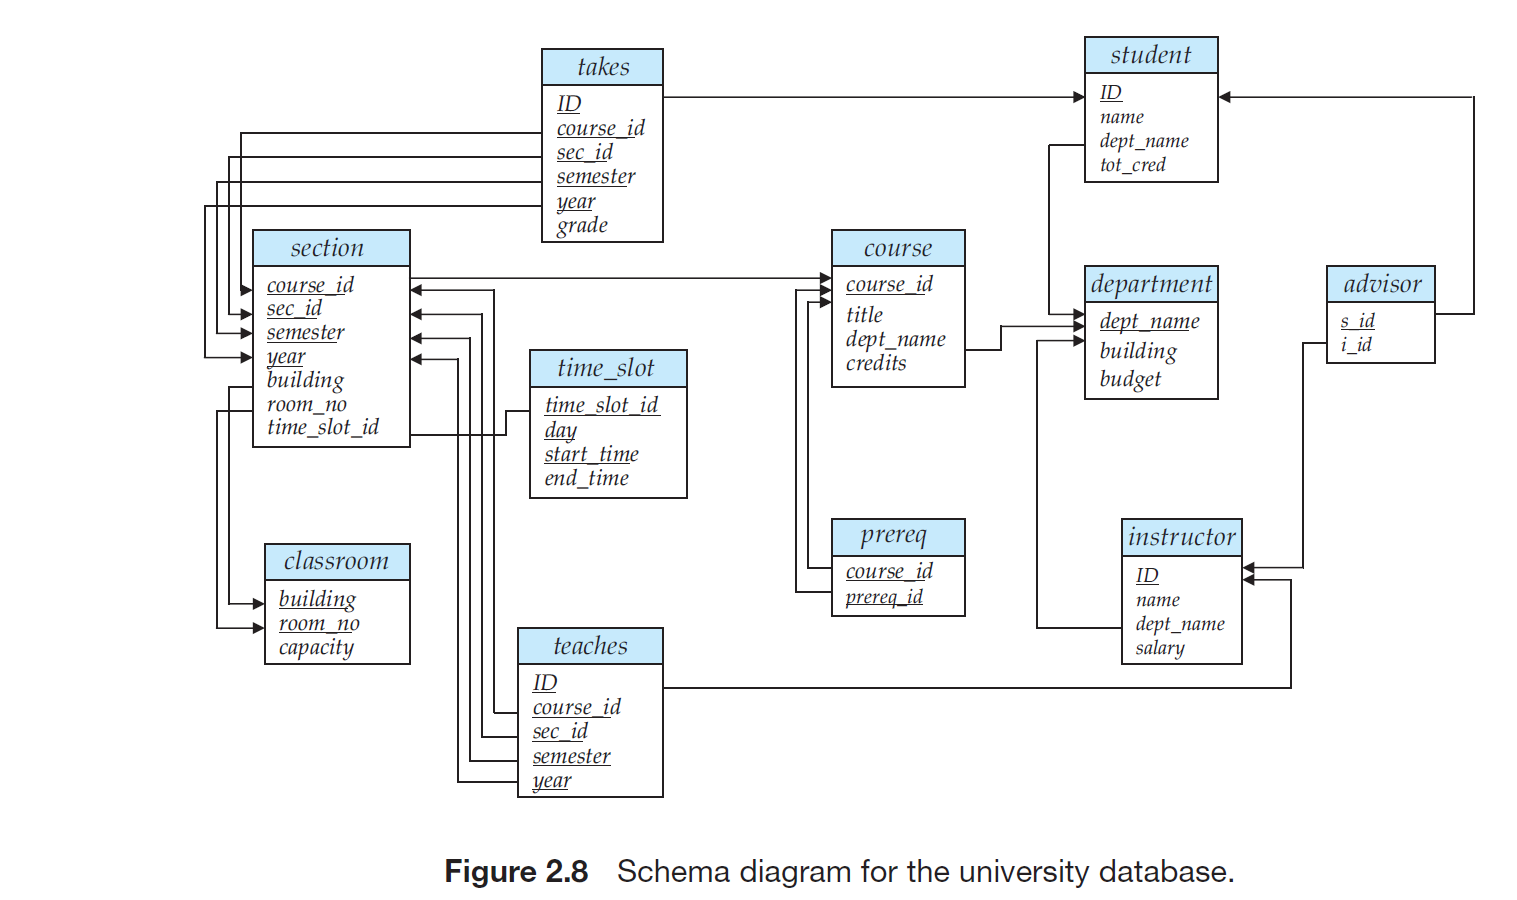 takes
ID
course_id
sec_id
semester
year
grade
student
ID
name
dept_name
tot_cred
section
course_id
sec_id
semester
year
building
room_no
time_slot_id
course
course_id
title
dept_name
credits
department
dept_name
building
budget
advisor
s_id
i_id
time_slot
time_slot_id
day
start_time
end_time
prereq
course_id
prereq_id
instructor
ID
name
dept_name
salary
classroom
building
room_no
capacity
teaches
ID
course_id
sec_id
semester
year
Figure 2.8 Schema diagram for the university database.